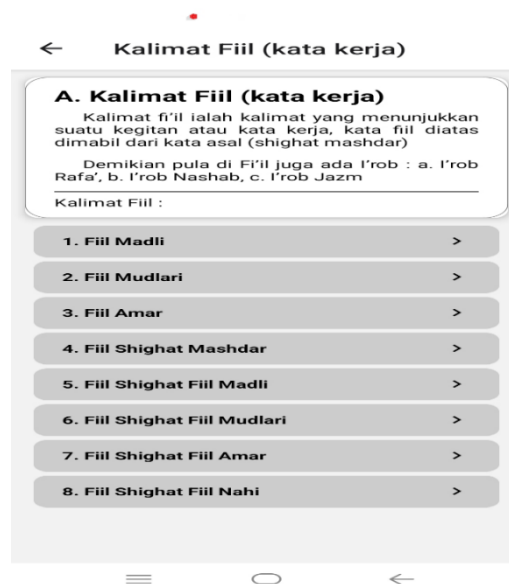 Kalimat Fiil (kata kerja)
A. Kalimat Fiil (kata kerja)
Kalimat fi'il ialah kalimat yang menunjukkan
suatu kegitan atau kata kerja, kata fiil diatas
dimabil dari kata asal (shighat mashdar)
Demikian pula di Fi'il juga ada I'rob : a. I'rob
Rafa', b. I'rob Nashab, c. I'rob Jazm
Kalimat Fiil :
1. Fiil Madli >
2. Fiil Mudlari >
3. Fiil Amar >
4. Fiil Shighat Mashdar >
5. Fiil Shighat Fiil Madli >
6. Fiil Shighat Fiil Mudlari >
7. Fiil Shighat Fiil Amar >
8. Fiil Shighat Fiil Nahi >